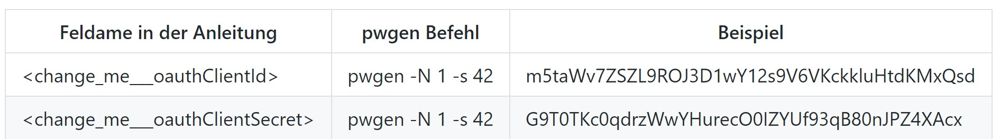 Feldame in der Anleitung pwgen Befehl Beispiel
<change_me___oauthClientId> pwgen -N 1 -s 42 m5taWv7ZSZL9ROJ3D1wY12s9V6VKckkluHtdKMxQsd
<change_me___oauthClientSecret> pwgen -N 1 -s 42 G9T0TKc0qdrzWwYHurecO0IZYUf93qB80nJPZ4XAcx